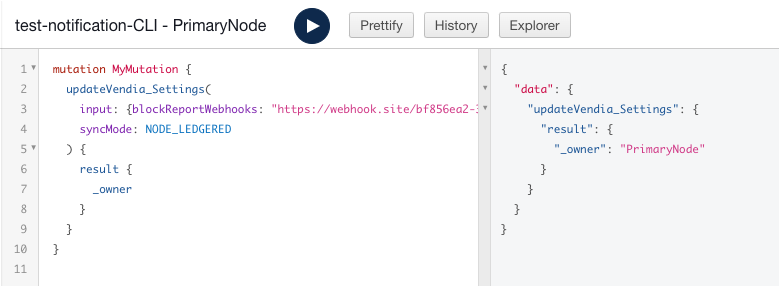 test-notification-CLI - PrimaryNode
Prettify
History
Explorer
1 mutation MyMutation {
2 updateVendia_Settings(
3 input: {blockReportWebhooks: "https://webhook.site/bf856ea2-
4 syncMode: NODE_LEDGERED
5 ) {
6 result {
7 _owner
8 }
9 }
10 }
11
{
"data": {
"updateVendia_Settings": {
"result": {
"_owner": "PrimaryNode"
}
}
}
}